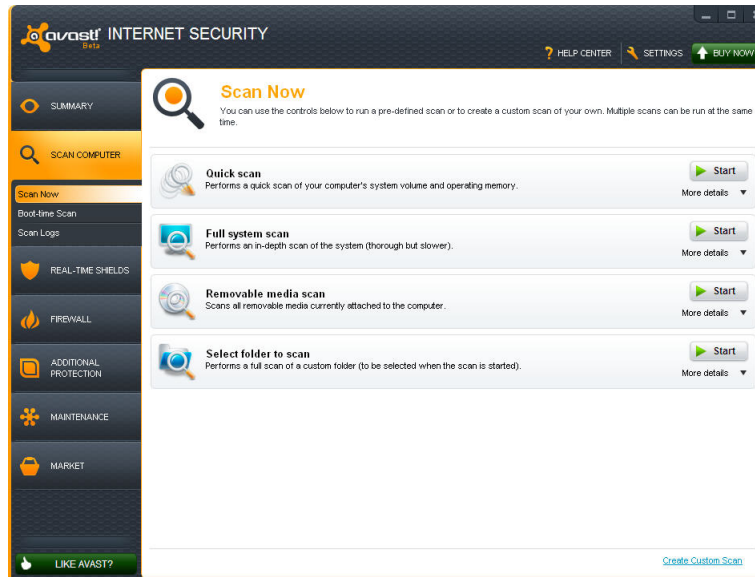 avast! INTERNET SECURITY
Beta
? HELP CENTER SETTINGS BUY NOW
SUMMARY
SCAN COMPUTER
Scan Now
Boot-time Scan
Scan Logs
REAL-TIME SHIELDS
FIREWALL
ADDITIONAL
PROTECTION
MAINTENANCE
MARKET
LIKE AVAST?
Scan Now
You can use the controls below to run a pre-defined scan or to create a custom scan of your own. Multiple scans can be run at the same
time.
Quick scan
Performs a quick scan of your computer's system volume and operating memory.
Start
More details
Full system scan
Performs an in-depth scan of the system (thorough but slower).
Start
More details
Removable media scan
Scans all removable media currently attached to the computer.
Start
More details
Select folder to scan
Performs a full scan of a custom folder (to be selected when the scan is started).
Start
More details
Create Custom Scan